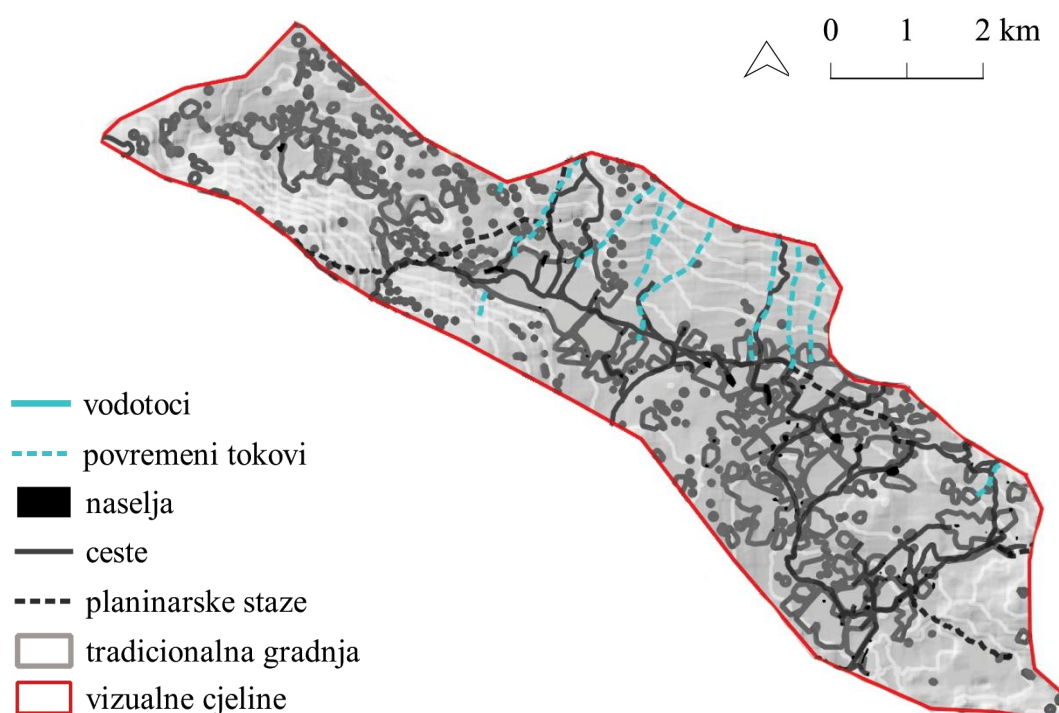 0 1 2 km
vodotoci
povremeni tokovi
naselja
ceste
planinarske staze
tradicionalna gradnja
vizualne cjeline